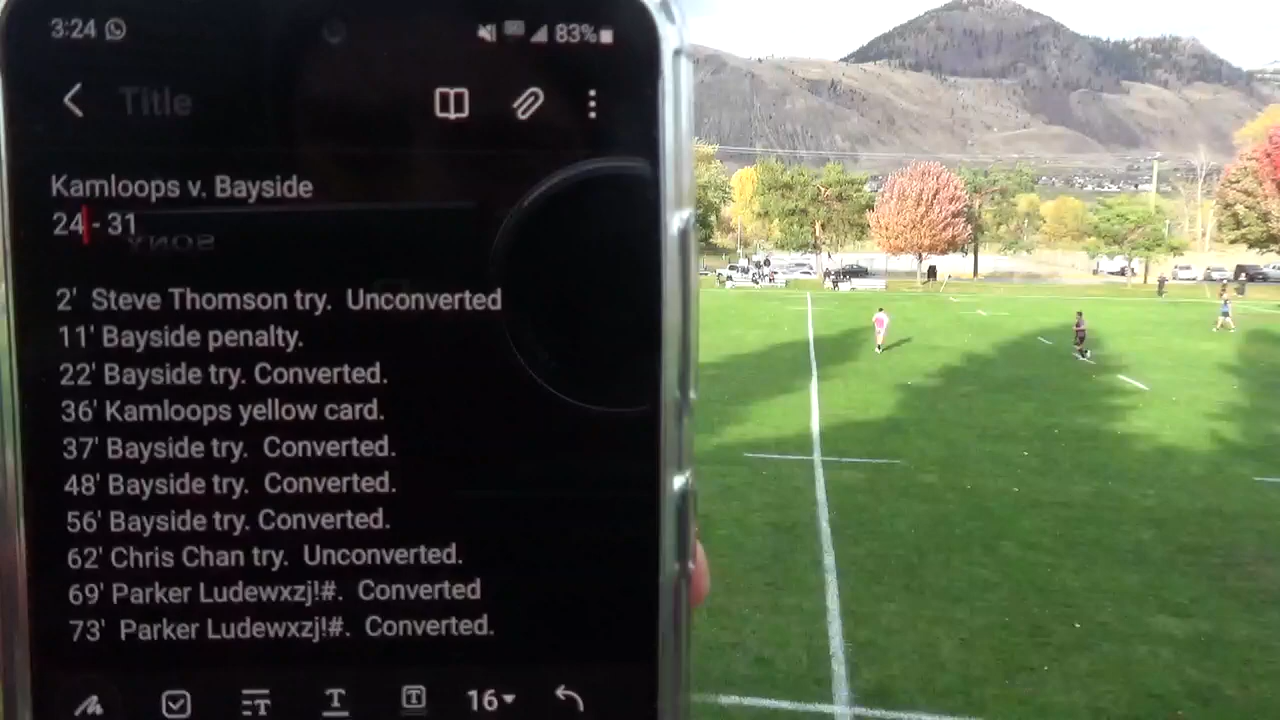 3:24
83%
Title
Kamloops v. Bayside
24 - 31
SONY
2' Steve Thomson try. Unconverted
11' Bayside penalty.
22' Bayside try. Converted.
36' Kamloops yellow card.
37' Bayside try. Converted.
48' Bayside try. Converted.
56' Bayside try. Converted.
62' Chris Chan try. Unconverted.
69' Parker Ludewxzj!#. Converted
73' Parker Ludewxzj!#. Converted.
16